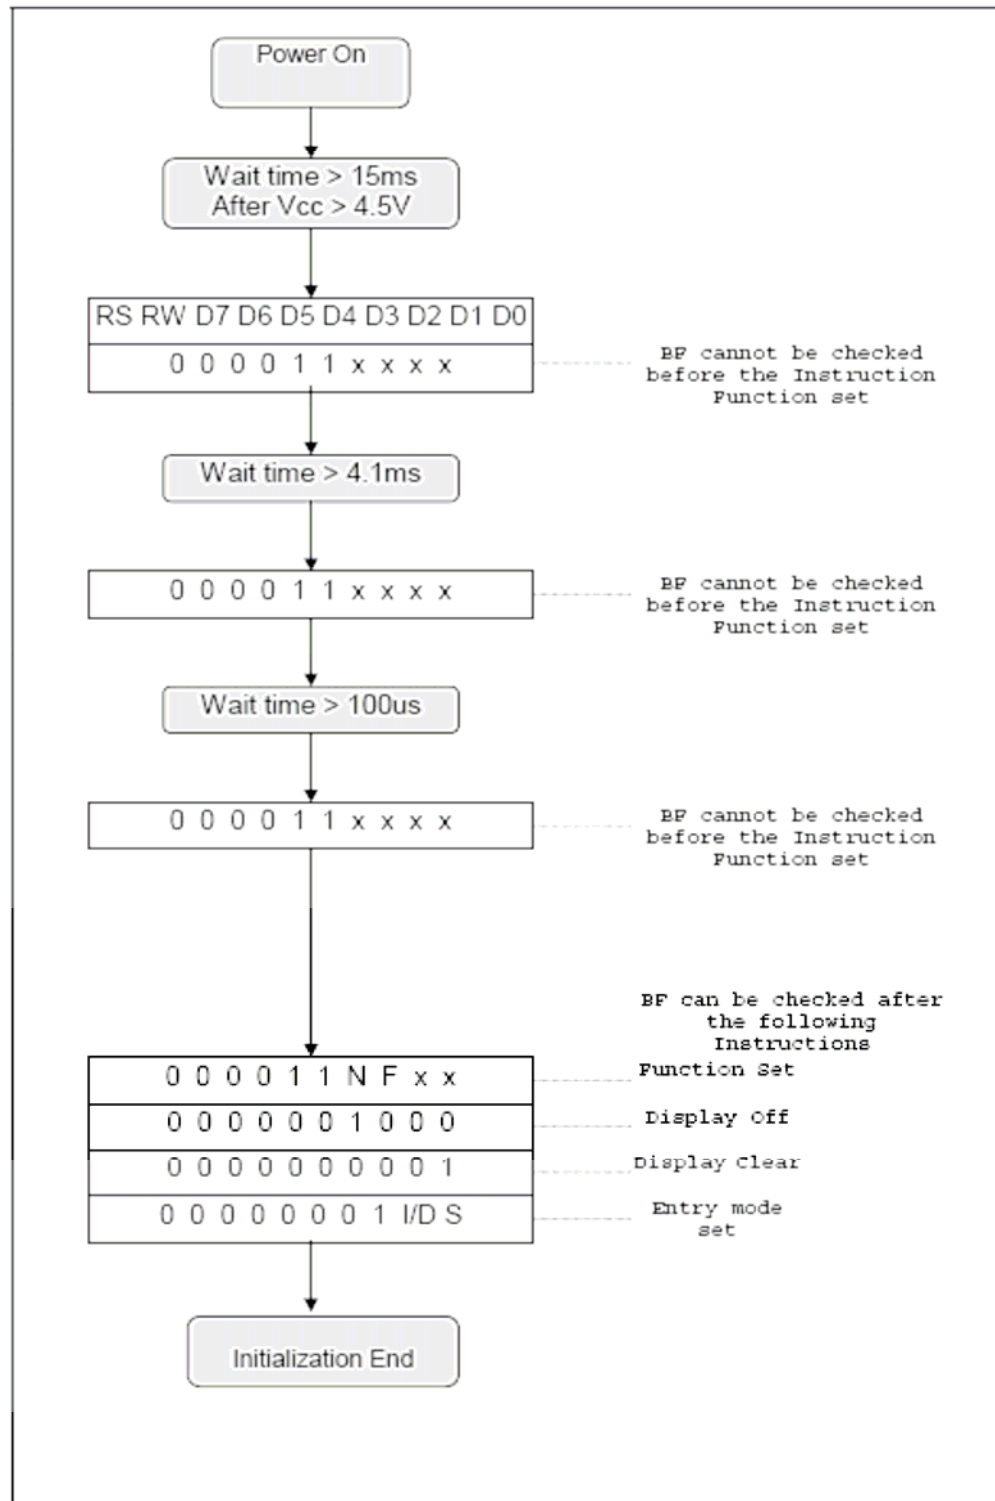 Power On
Wait time > 15ms
After Vcc > 4.5V
RS RW D7 D6 D5 D4 D3 D2 D1 D0
0 0 0 0 1 1 x x x x
BF cannot be checked
before the Instruction
Function set
Wait time > 4.1ms
0 0 0 0 1 1 x x x x
BF cannot be checked
before the Instruction
Function set
Wait time > 100us
0 0 0 0 1 1 x x x x
BF cannot be checked
before the Instruction
Function set
BF can be checked after
the following
Instructions
0 0 0 0 1 1 N F x x
Function Set
0 0 0 0 0 0 1 0 0 0
Display Off
0 0 0 0 0 0 0 0 0 1
Display Clear
0 0 0 0 0 0 0 1 I/D S
Entry mode
set
Initialization End